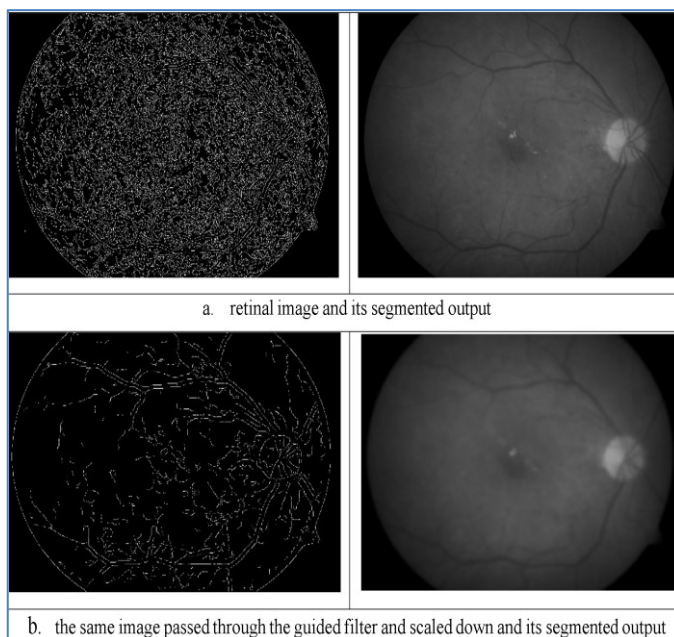 a. retinal image and its segmented output
b. the same image passed through the guided filter and scaled down and its segmented output